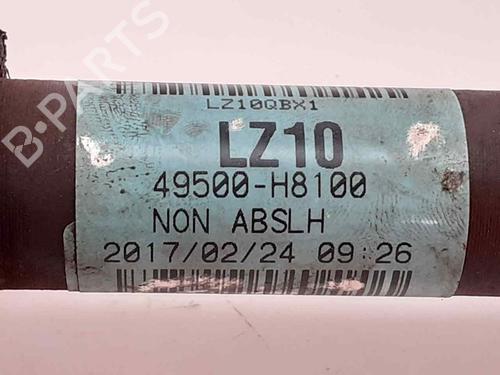 LZ10QBX1
LZ10
49500-H8100
NON ABSLH
2017/02/24 09:26
B-PARTS